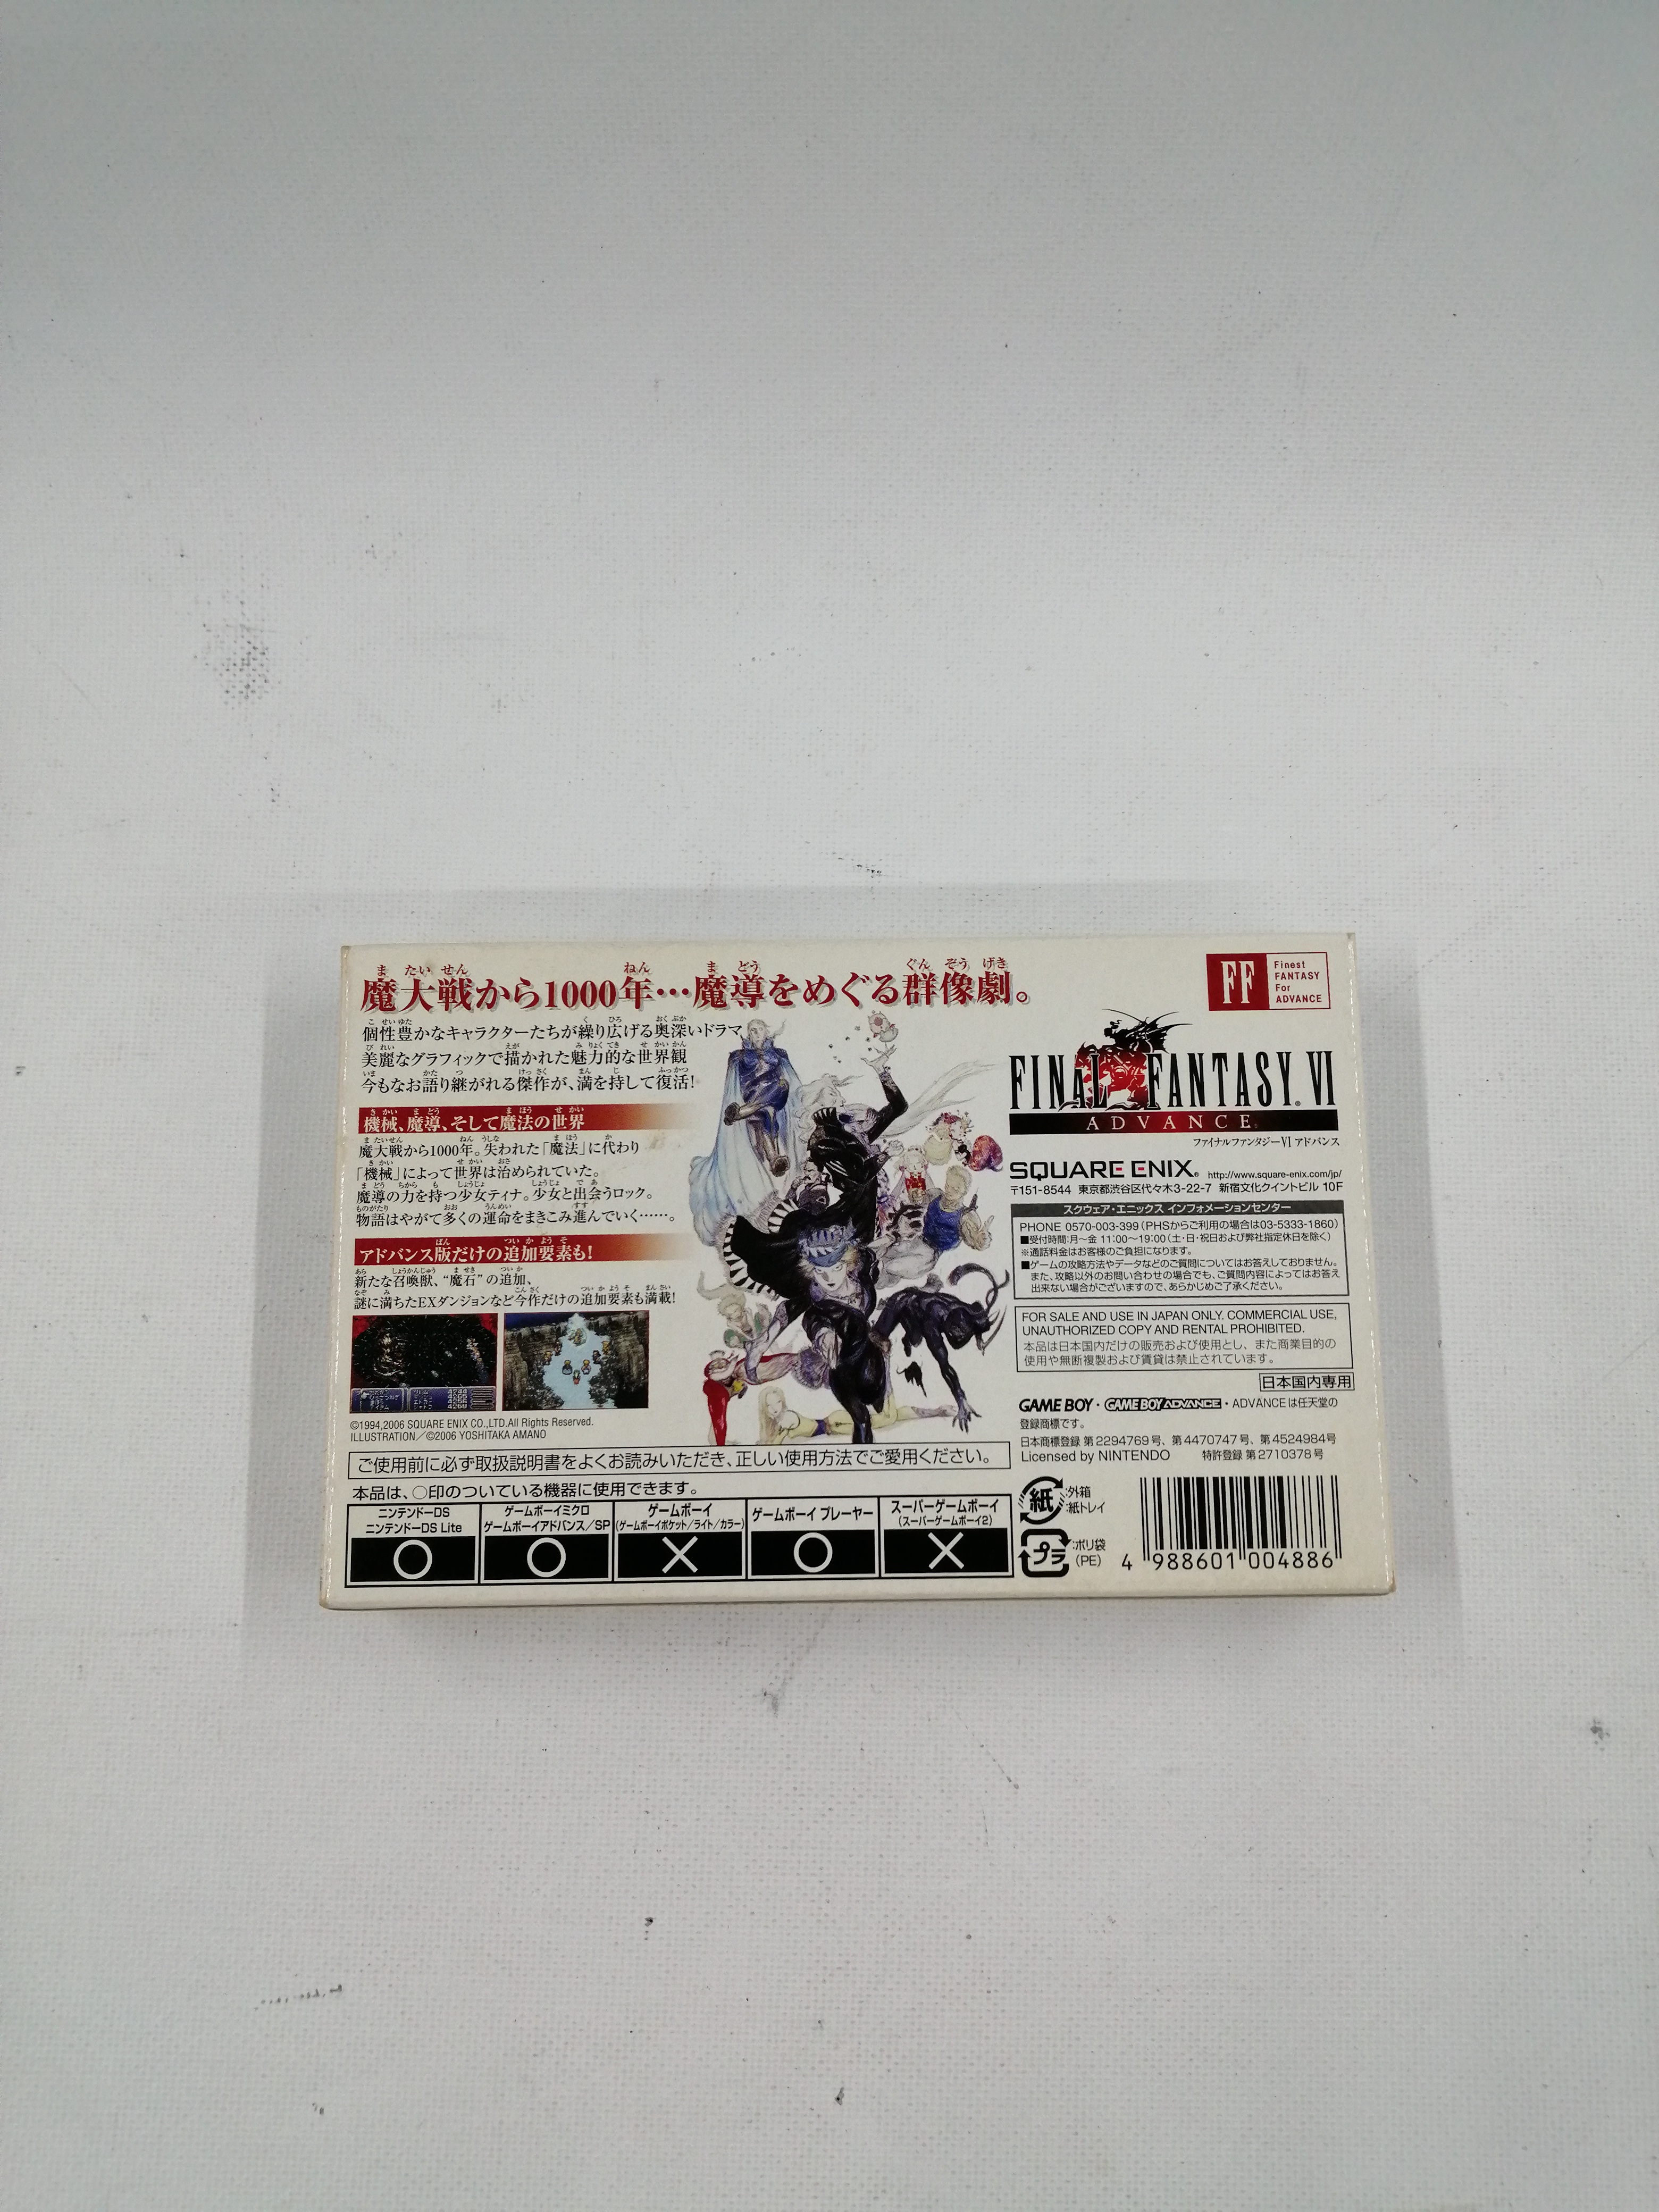 魔大戦から1000年…魔導をめぐる群像劇。
個性豊かなキャラクターたちが繰り広げる奥深いドラマ
美麗なグラフィックで描かれた魅力的な世界観
今もなお語り継がれる傑作が、満を持して復活!
機械、魔導、そして魔法の世界
魔大戦から1000年。失われた「魔法」に代わり
「機械」によって世界は治められていた。
魔導の力を持つ少女ティナ。少女と出会うロック。
物語はやがて多くの運命をまきこみ進んでいく……。
アドバンス版だけの追加要素も!
新たな召喚獣、“魔石”の追加、
謎に満ちたEXダンジョンなど今作だけの追加要素も満載!
©1994,2006 SQUARE ENIX CO.,LTD.All Rights Reserved.
ILLUSTRATION/©2006 YOSHITAKA AMANO
FF
Finest
FANTASY
For
ADVANCE
FINAL FANTASY® VI
ADVANCE
ファイナルファンタジーVI アドバンス
SQUARE ENIX® http://www.square-enix.com/jp/
〒151-8544 東京都渋谷区代々木3-22-7 新宿文化クイントビル 10F
スクウェア・エニックス インフォメーションセンター
PHONE 0570-003-399(PHSからご利用の場合は03-5333-1860)
■受付時間:月〜金 11:00〜19:00(土・日・祝日および弊社指定休日を除く)
※通話料金はお客様のご負担になります。
■ゲームの攻略方法やデータなどのご質問についてはお答えしておりません。
また、攻略以外のお問い合わせの場合でも、ご質問内容によってはお答え
出来ない場合がございますので、あらかじめご了承ください。
FOR SALE AND USE IN JAPAN ONLY. COMMERCIAL USE,
UNAUTHORIZED COPY AND RENTAL PROHIBITED.
本品は日本国内だけの販売および使用とし、また商業目的の
使用や無断複製および賃貸は禁止されています。
日本国内専用
GAME BOY・GAME BOY ADVANCE・ADVANCEは任天堂の
登録商標です。
日本商標登録 第2294769号、第4470747号、第4524984号
Licensed by NINTENDO 特許登録 第2710378号
ご使用前に必ず取扱説明書をよくお読みいただき、正しい使用方法でご愛用ください。
本品は、○印のついている機器に使用できます。
ニンテンドーDS
ニンテンドーDS Lite
○
ゲームボーイミクロ
ゲームボーイアドバンス/SP
○
ゲームボーイ
(ゲームボーイポケット/ライト/カラー)
×
ゲームボーイ プレーヤー
○
スーパーゲームボーイ
(スーパーゲームボーイ2)
×
紙
:外箱
:紙トレイ
プラ
:ポリ袋
(PE)
4 988601 004886